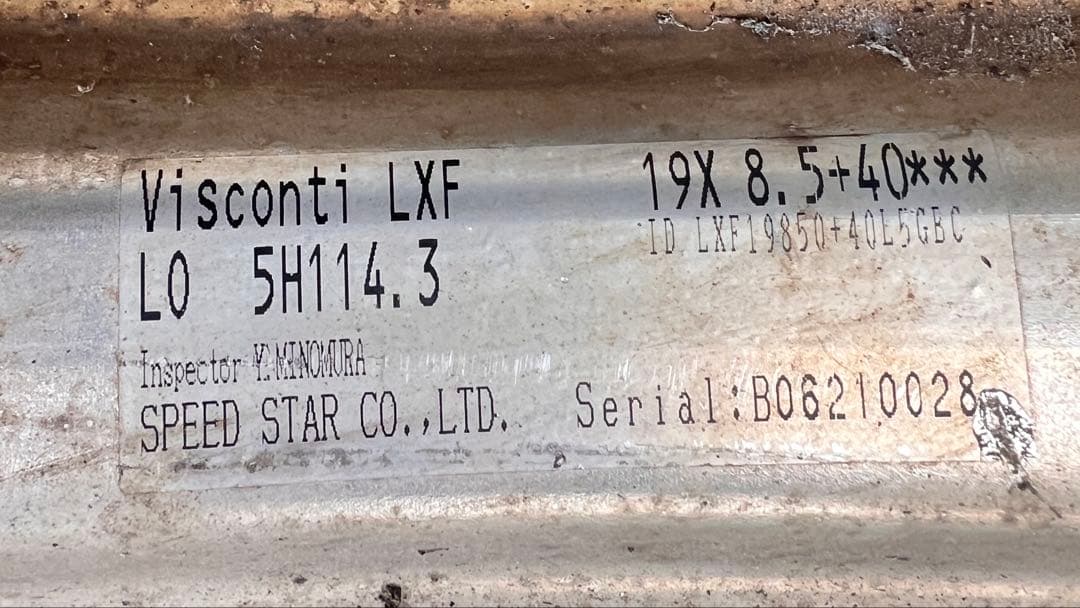 Visconti LXF 19X 8.5+40***
ID LXF19850+40L5GBC
LO 5H114.3
Inspector Y.MINOMURA
SPEED STAR CO.,LTD. Serial:B06210028